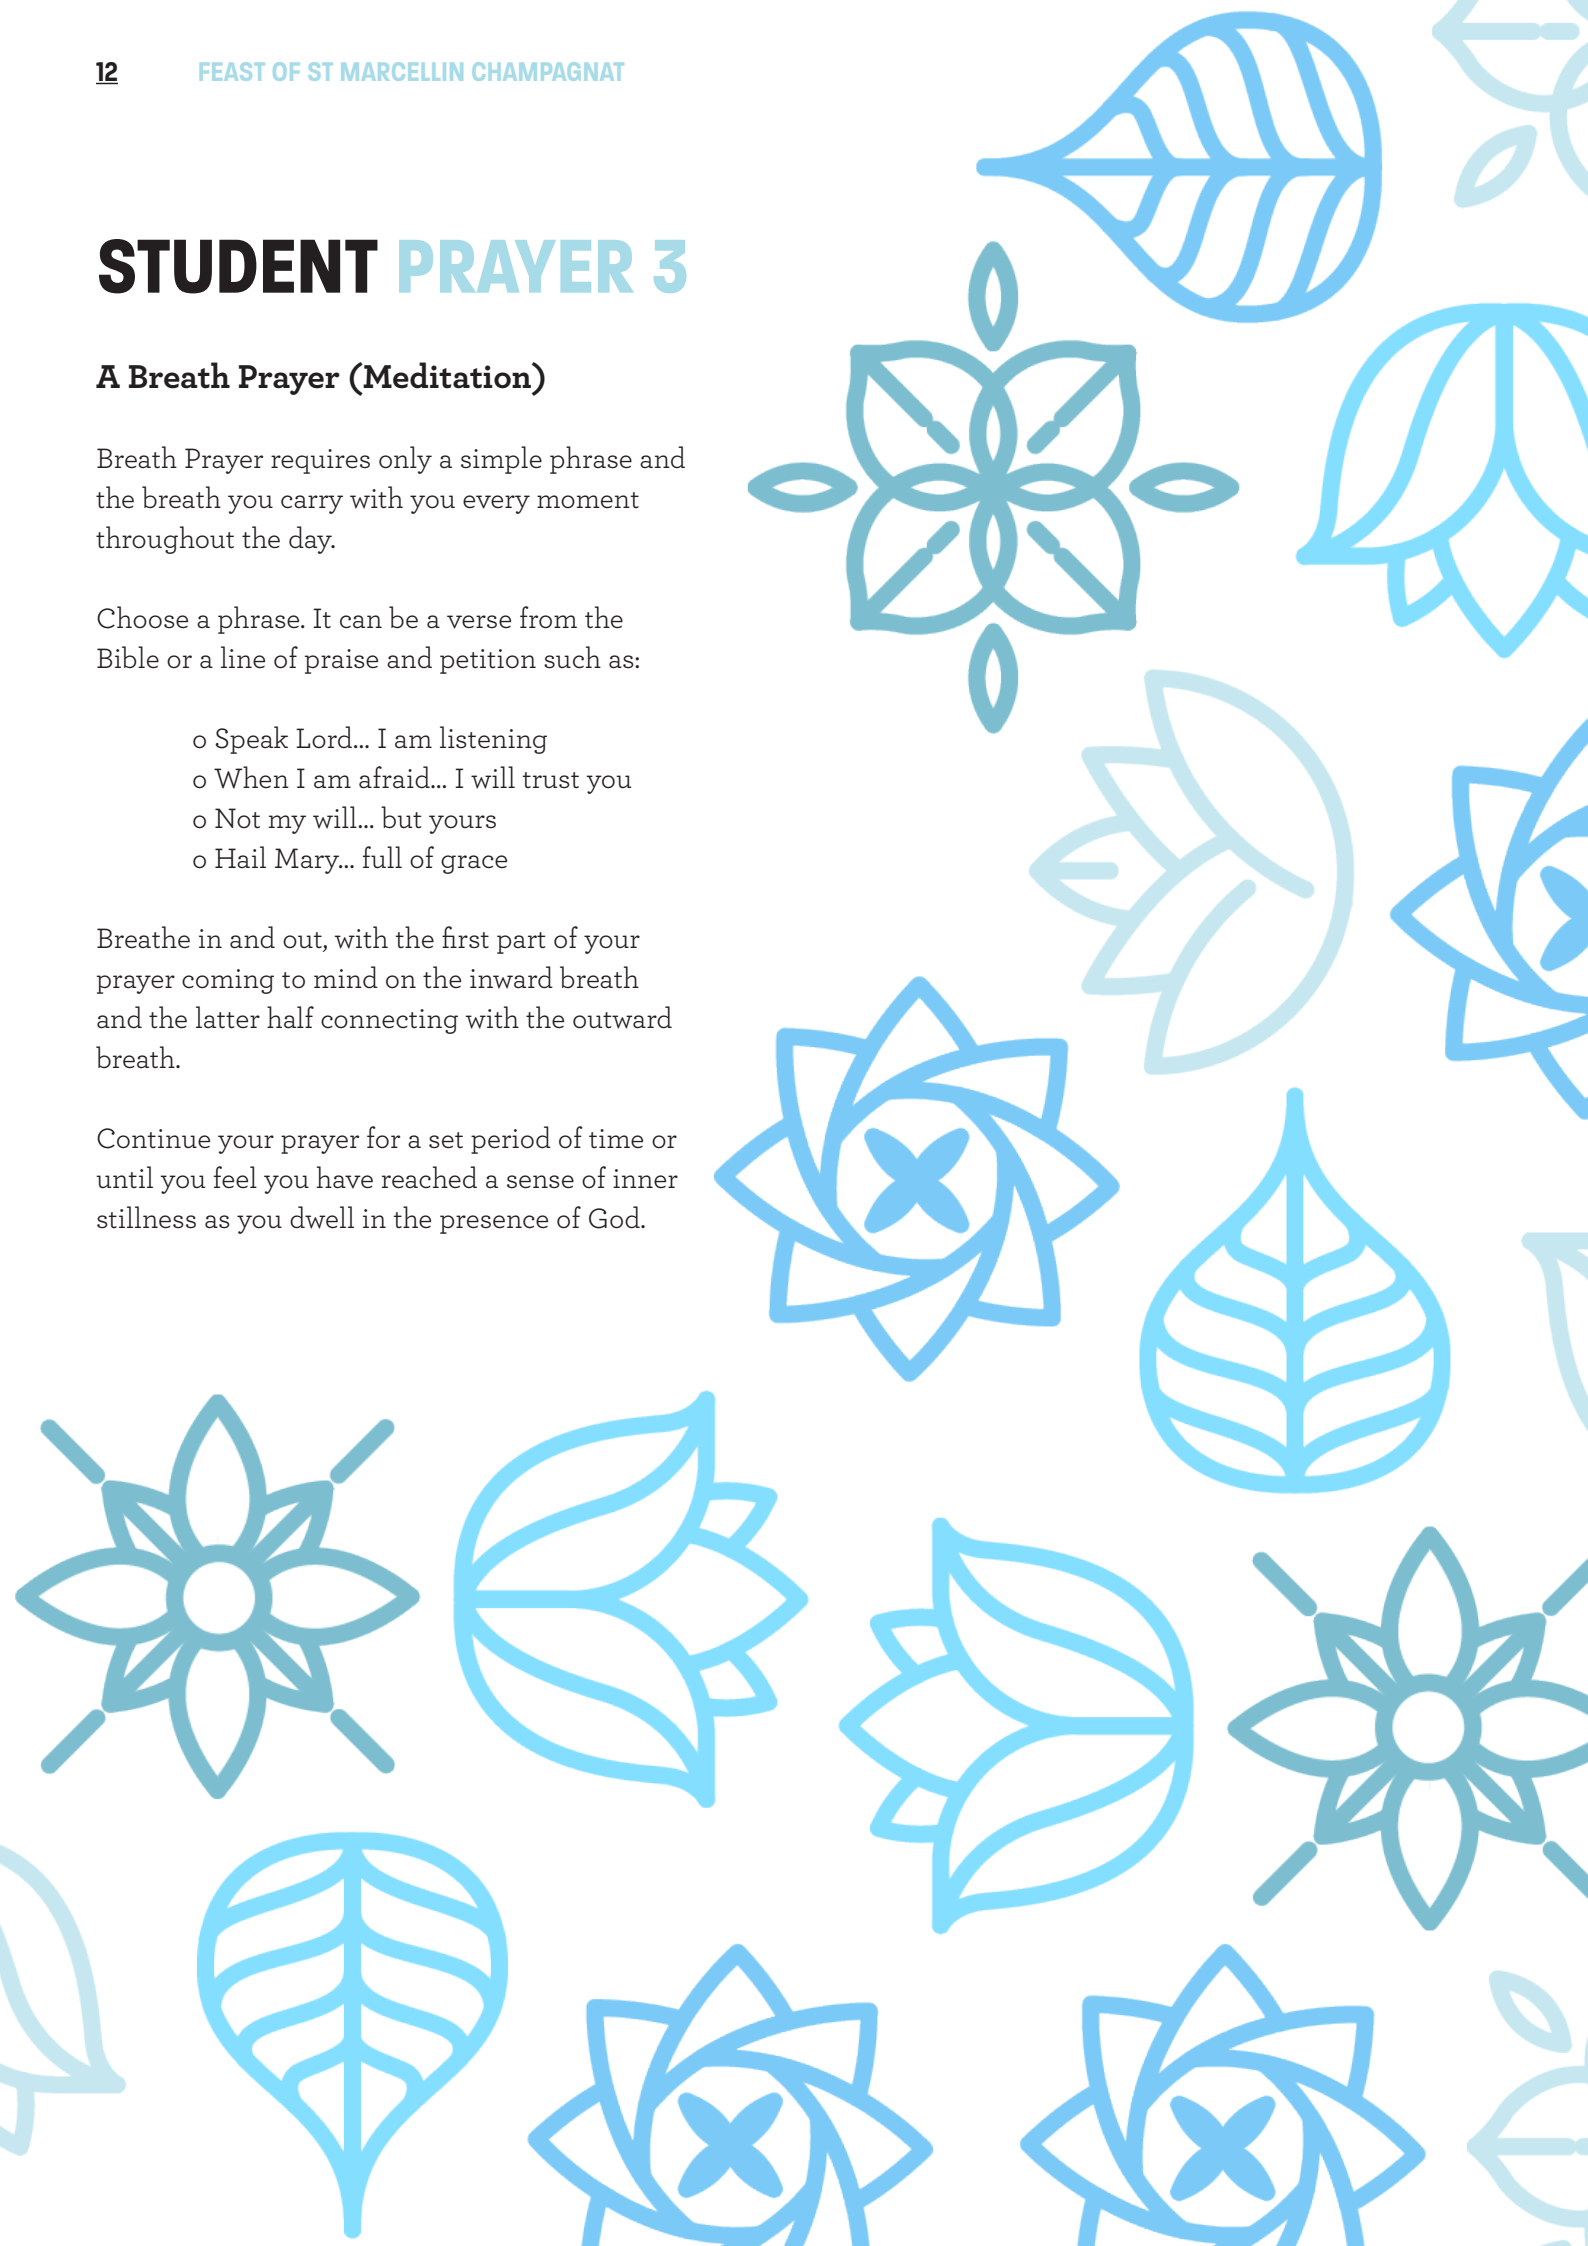 12
FEAST OF ST MARCELLIN CHAMPAGNAT
STUDENT PRAYER 3
A Breath Prayer (Meditation)
Breath Prayer requires only a simple phrase and
the breath you carry with you every moment
throughout the day.
Choose a phrase. It can be a verse from the
Bible or a line of praise and petition such as:
o Speak Lord... I am listening
o When I am afraid... I will trust you
o Not my will... but yours
o Hail Mary... full of grace
Breathe in and out, with the first part of your
prayer coming to mind on the inward breath
and the latter half connecting with the outward
breath.
Continue your prayer for a set period of time or
until you feel you have reached a sense of inner
stillness as you dwell in the presence of God.